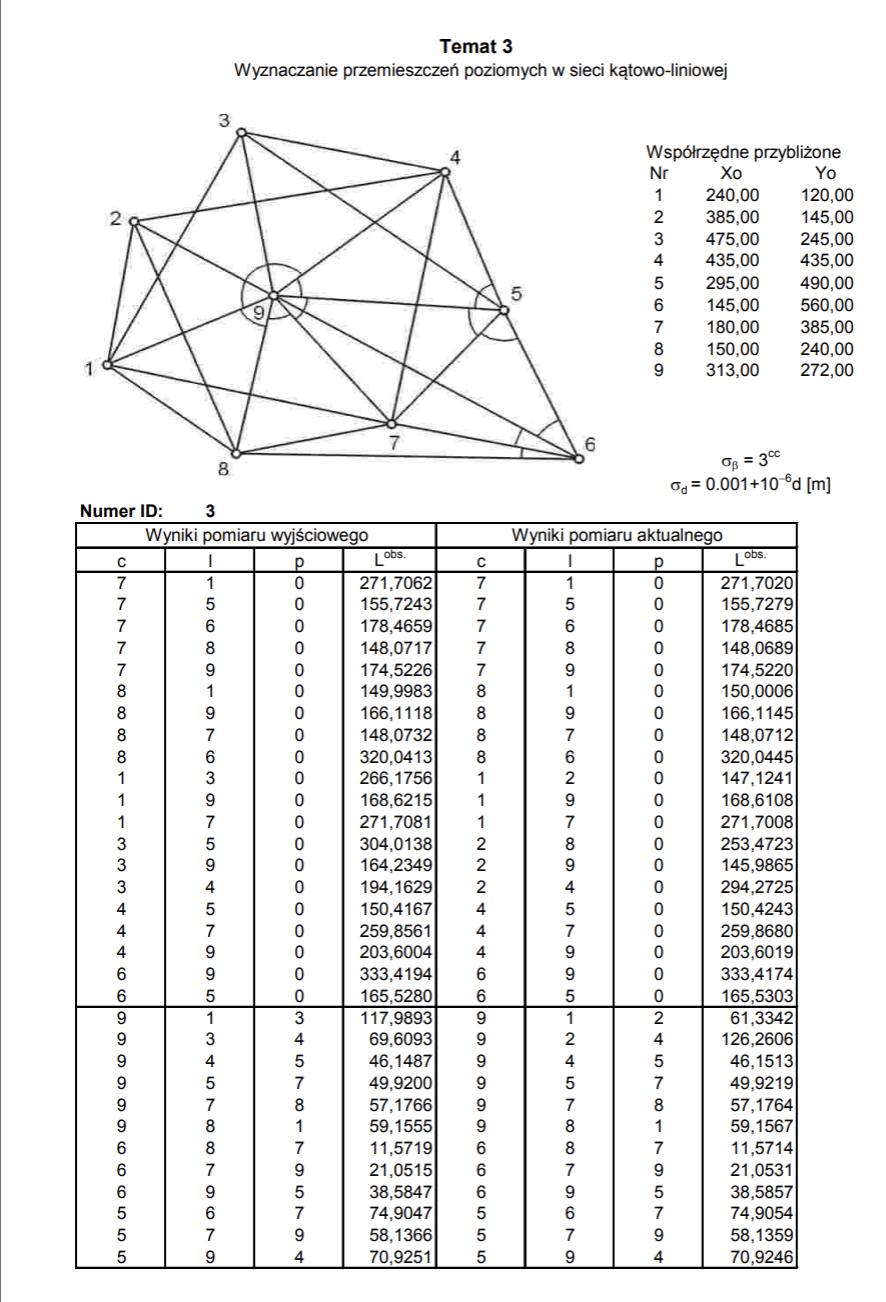 Temat 3
Wyznaczanie przemieszczeń poziomych w sieci kątowo-liniowej
3
4
2
5
9
1
7
6
8
Współrzędne przybliżone
Nr Xo Yo
1 240,00 120,00
2 385,00 145,00
3 475,00 245,00
4 435,00 435,00
5 295,00 490,00
6 145,00 560,00
7 180,00 385,00
8 150,00 240,00
9 313,00 272,00
σβ = 3cc
σd = 0.001+10⁻⁶d [m]
Numer ID: 3
Wyniki pomiaru wyjściowego Wyniki pomiaru aktualnego
c l p Lobs. c l p Lobs.
7 1 0 271,7062 7 1 0 271,7020
7 5 0 155,7243 7 5 0 155,7279
7 6 0 178,4659 7 6 0 178,4685
7 8 0 148,0717 7 8 0 148,0689
7 9 0 174,5226 7 9 0 174,5220
8 1 0 149,9983 8 1 0 150,0006
8 9 0 166,1118 8 9 0 166,1145
8 7 0 148,0732 8 7 0 148,0712
8 6 0 320,0413 8 6 0 320,0445
1 3 0 266,1756 1 2 0 147,1241
1 9 0 168,6215 1 9 0 168,6108
1 7 0 271,7081 1 7 0 271,7008
3 5 0 304,0138 2 8 0 253,4723
3 9 0 164,2349 2 9 0 145,9865
3 4 0 194,1629 2 4 0 294,2725
4 5 0 150,4167 4 5 0 150,4243
4 7 0 259,8561 4 7 0 259,8680
4 9 0 203,6004 4 9 0 203,6019
6 9 0 333,4194 6 9 0 333,4174
6 5 0 165,5280 6 5 0 165,5303
9 1 3 117,9893 9 1 2 61,3342
9 3 4 69,6093 9 2 4 126,2606
9 4 5 46,1487 9 4 5 46,1513
9 5 7 49,9200 9 5 7 49,9219
9 7 8 57,1766 9 7 8 57,1764
9 8 1 59,1555 9 8 1 59,1567
6 8 7 11,5719 6 8 7 11,5714
6 7 9 21,0515 6 7 9 21,0531
6 9 5 38,5847 6 9 5 38,5857
5 6 7 74,9047 5 6 7 74,9054
5 7 9 58,1366 5 7 9 58,1359
5 9 4 70,9251 5 9 4 70,9246